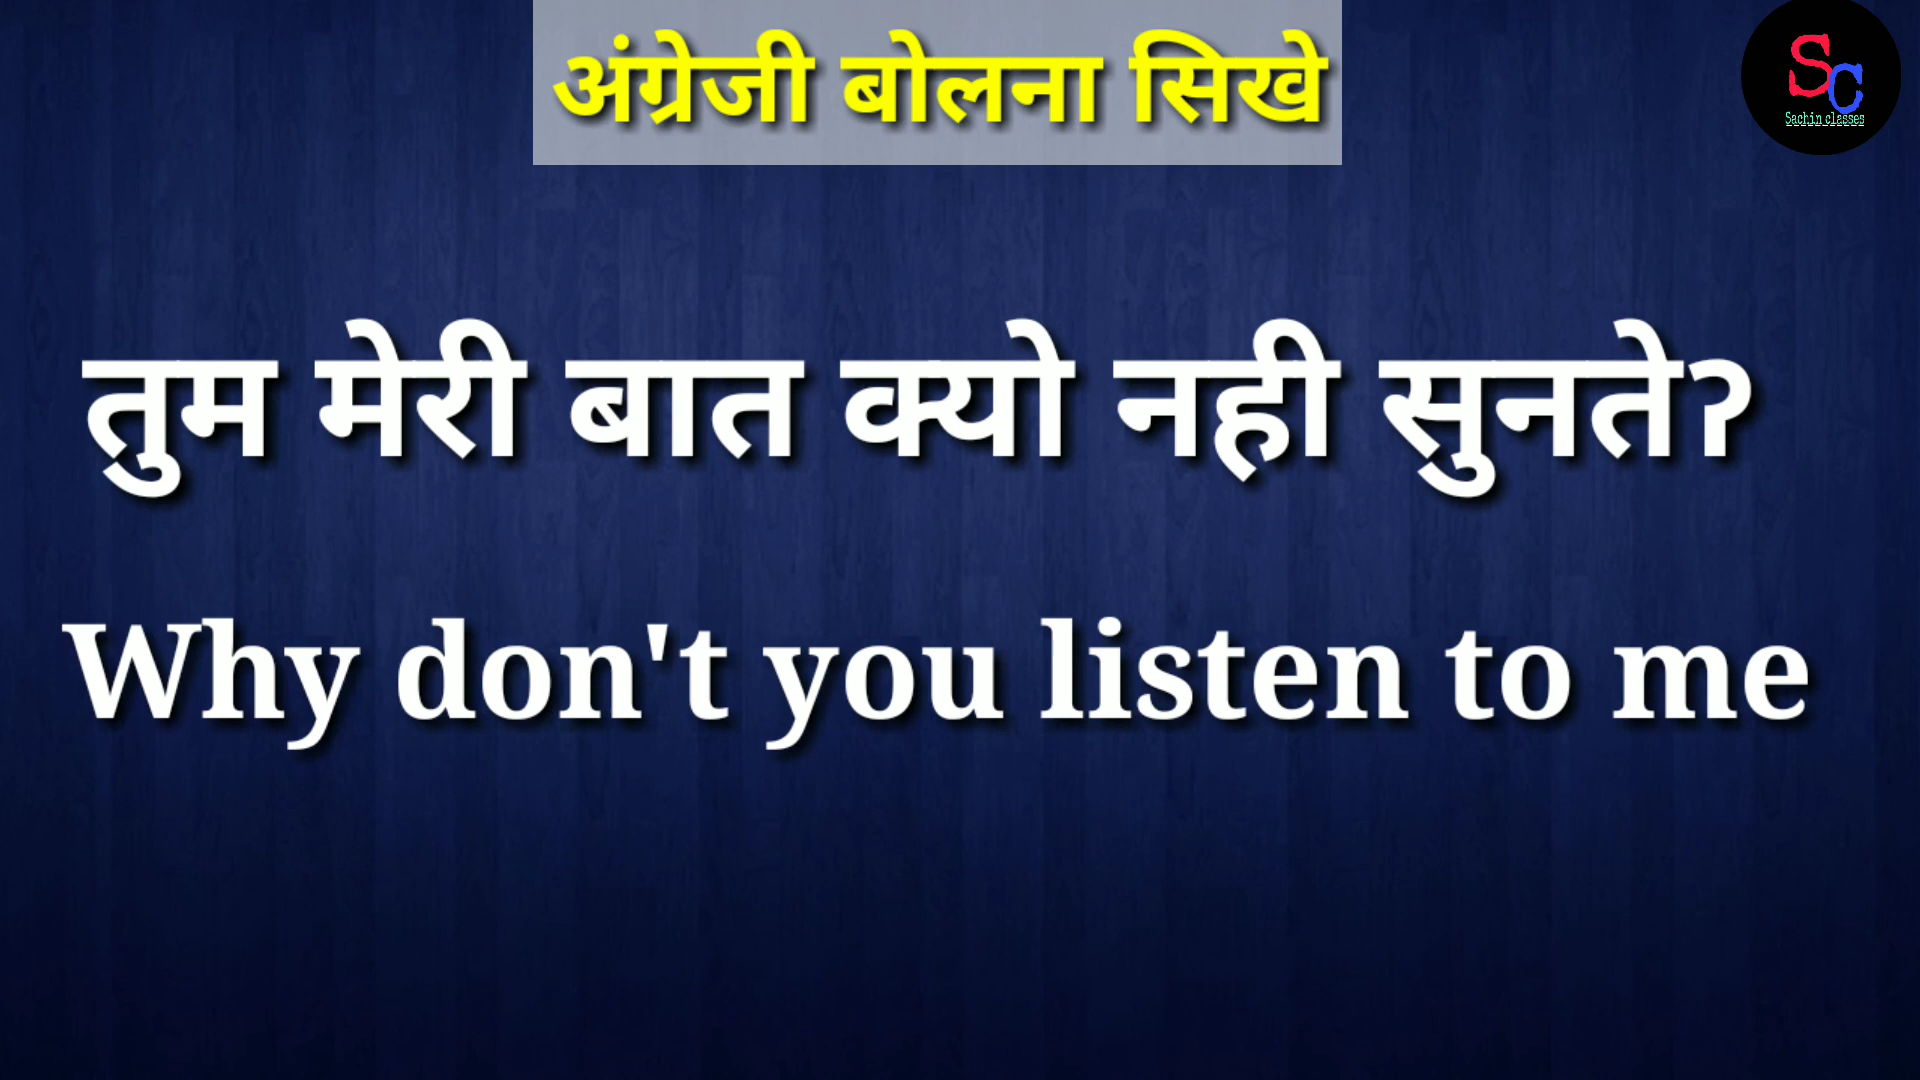 अंग्रेजी बोलना सिखे
SC
Sachin classes
तुम मेरी बात क्यो नही सुनते?
Why don't you listen to me